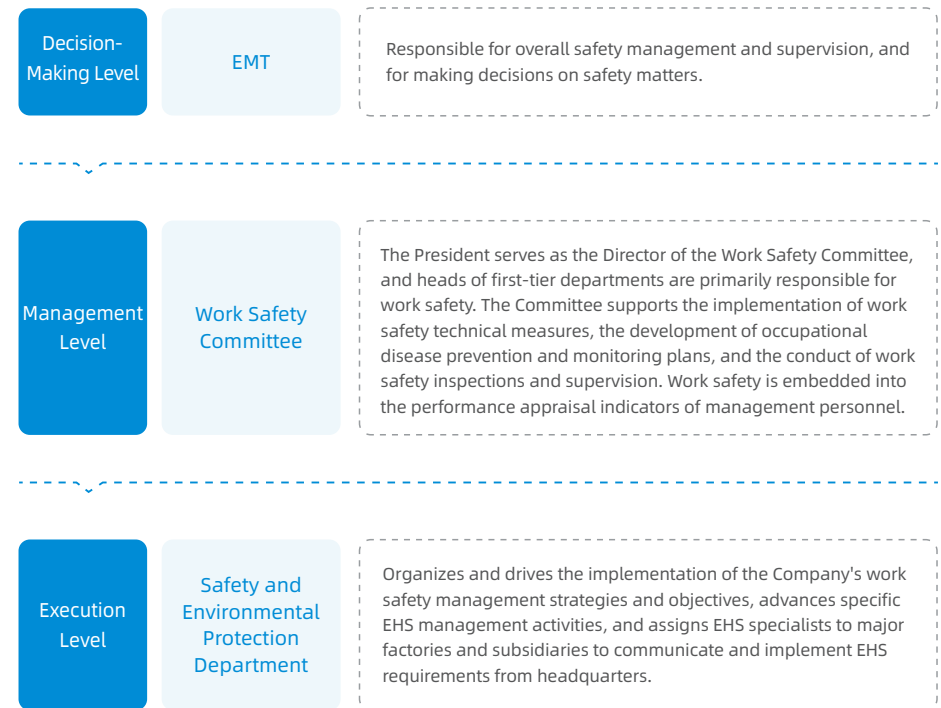 Decision-
Making Level
EMT
Responsible for overall safety management and supervision, and
for making decisions on safety matters.
Management
Level
Work Safety
Committee
The President serves as the Director of the Work Safety Committee,
and heads of first-tier departments are primarily responsible for
work safety. The Committee supports the implementation of work
safety technical measures, the development of occupational
disease prevention and monitoring plans, and the conduct of work
safety inspections and supervision. Work safety is embedded into
the performance appraisal indicators of management personnel.
Execution
Level
Safety and
Environmental
Protection
Department
Organizes and drives the implementation of the Company's work
safety management strategies and objectives, advances specific
EHS management activities, and assigns EHS specialists to major
factories and subsidiaries to communicate and implement EHS
requirements from headquarters.